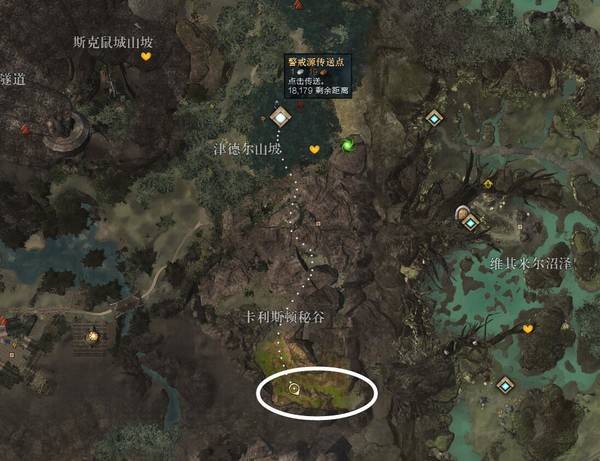 斯克鼠城山坡
隧道
警戒源传送点
1 19
点击传送。
18,179 剩余距离
津德尔山坡
维其米尔沼泽
卡利斯顿秘谷